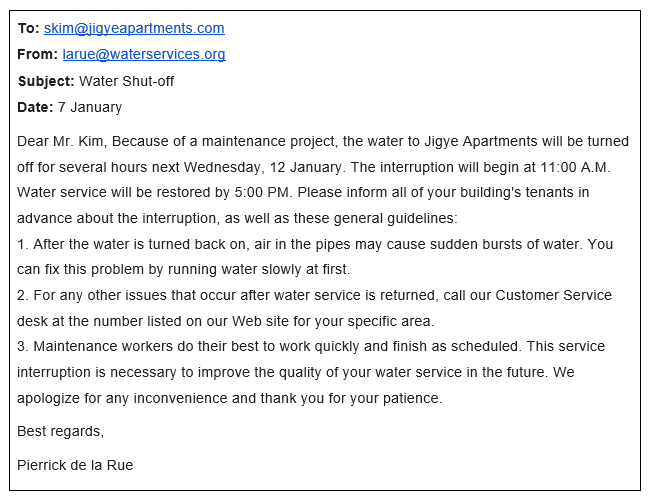 To: skim@jigyeapartments.com
From: larue@waterservices.org
Subject: Water Shut-off
Date: 7 January
Dear Mr. Kim, Because of a maintenance project, the water to Jigye Apartments will be turned
off for several hours next Wednesday, 12 January. The interruption will begin at 11:00 A.M.
Water service will be restored by 5:00 PM. Please inform all of your building's tenants in
advance about the interruption, as well as these general guidelines:
1. After the water is turned back on, air in the pipes may cause sudden bursts of water. You
can fix this problem by running water slowly at first.
2. For any other issues that occur after water service is returned, call our Customer Service
desk at the number listed on our Web site for your specific area.
3. Maintenance workers do their best to work quickly and finish as scheduled. This service
interruption is necessary to improve the quality of your water service in the future. We
apologize for any inconvenience and thank you for your patience.
Best regards,
Pierrick de la Rue